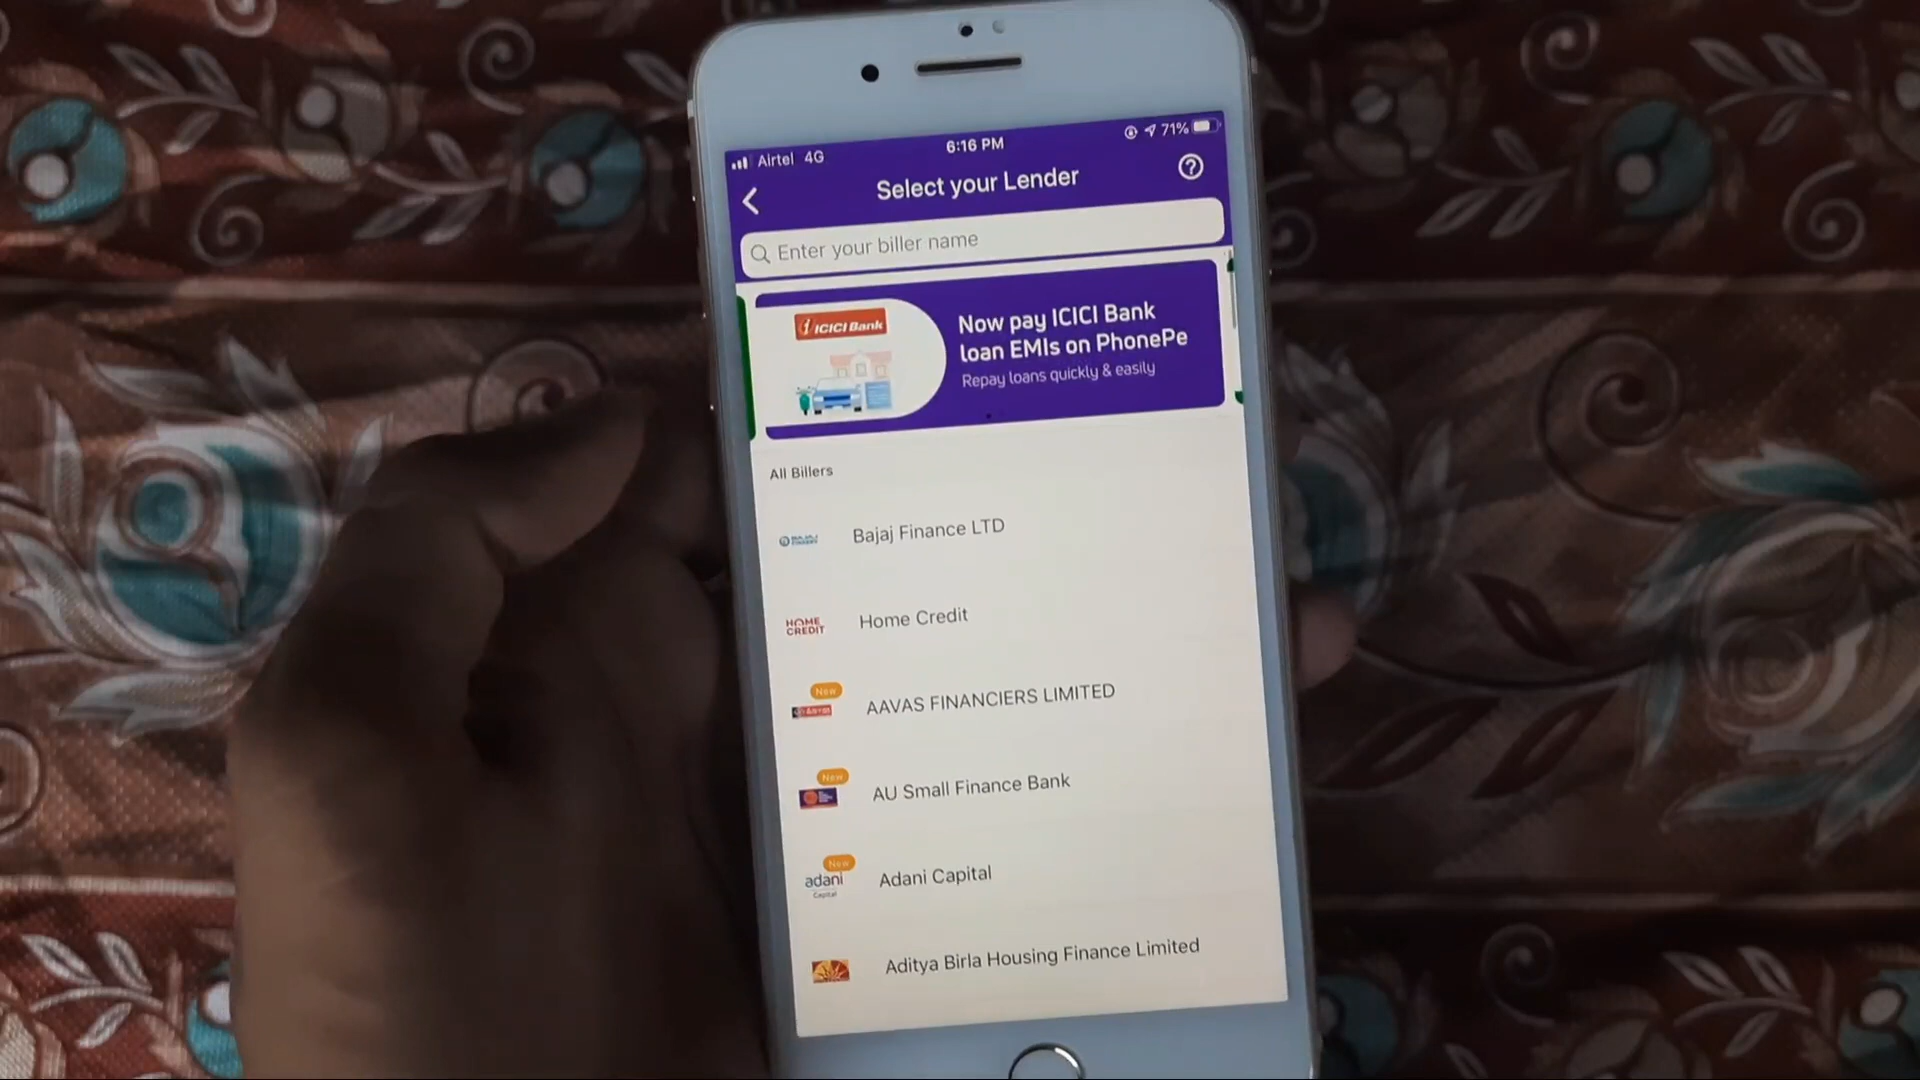 Airtel 4G
6:16 PM
71%
Select your Lender
Enter your biller name
ICICI Bank
Now pay ICICI Bank
loan EMIs on PhonePe
Repay loans quickly & easily
All Billers
Bajaj Finance LTD
HOME
CREDIT
Home Credit
New
AAVAS FINANCIERS LIMITED
New
AU Small Finance Bank
New
adani
Capital
Adani Capital
Aditya Birla Housing Finance Limited